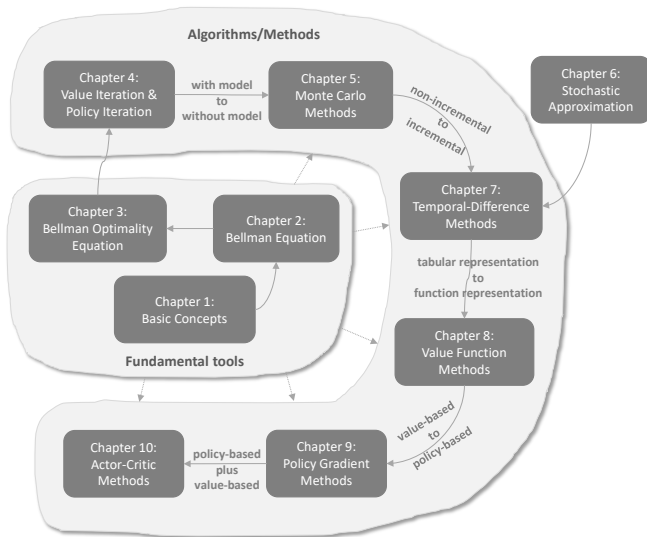 Algorithms/Methods
Chapter 4:
Value Iteration &
Policy Iteration
with model
to
without model
Chapter 5:
Monte Carlo
Methods
non-incremental
to
incremental
Chapter 6:
Stochastic
Approximation
Chapter 3:
Bellman Optimality
Equation
Chapter 2:
Bellman Equation
Chapter 7:
Temporal-Difference
Methods
Chapter 1:
Basic Concepts
tabular representation
to
function representation
Fundamental tools
Chapter 8:
Value Function
Methods
value-based
to
policy-based
Chapter 10:
Actor-Critic
Methods
policy-based
plus
value-based
Chapter 9:
Policy Gradient
Methods